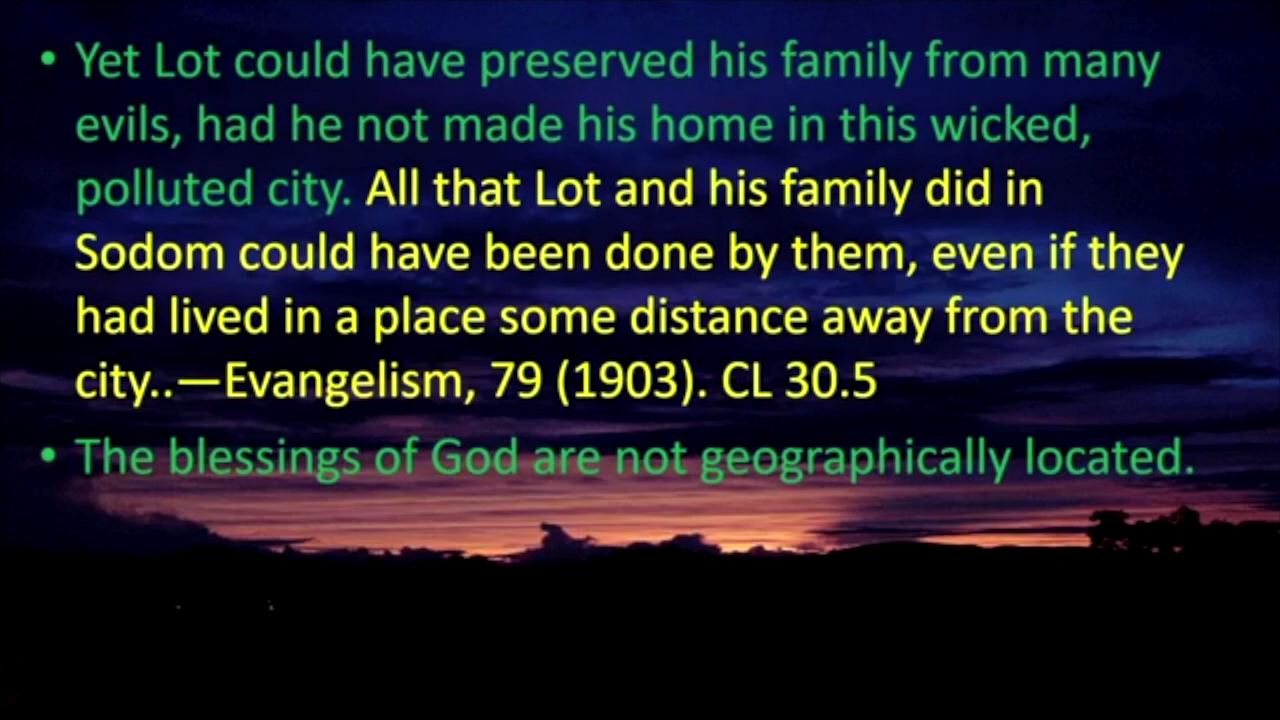 • Yet Lot could have preserved his family from many
evils, had he not made his home in this wicked,
polluted city. All that Lot and his family did in
Sodom could have been done by them, even if they
had lived in a place some distance away from the
city..—Evangelism, 79 (1903). CL 30.5
• The blessings of God are not geographically located.